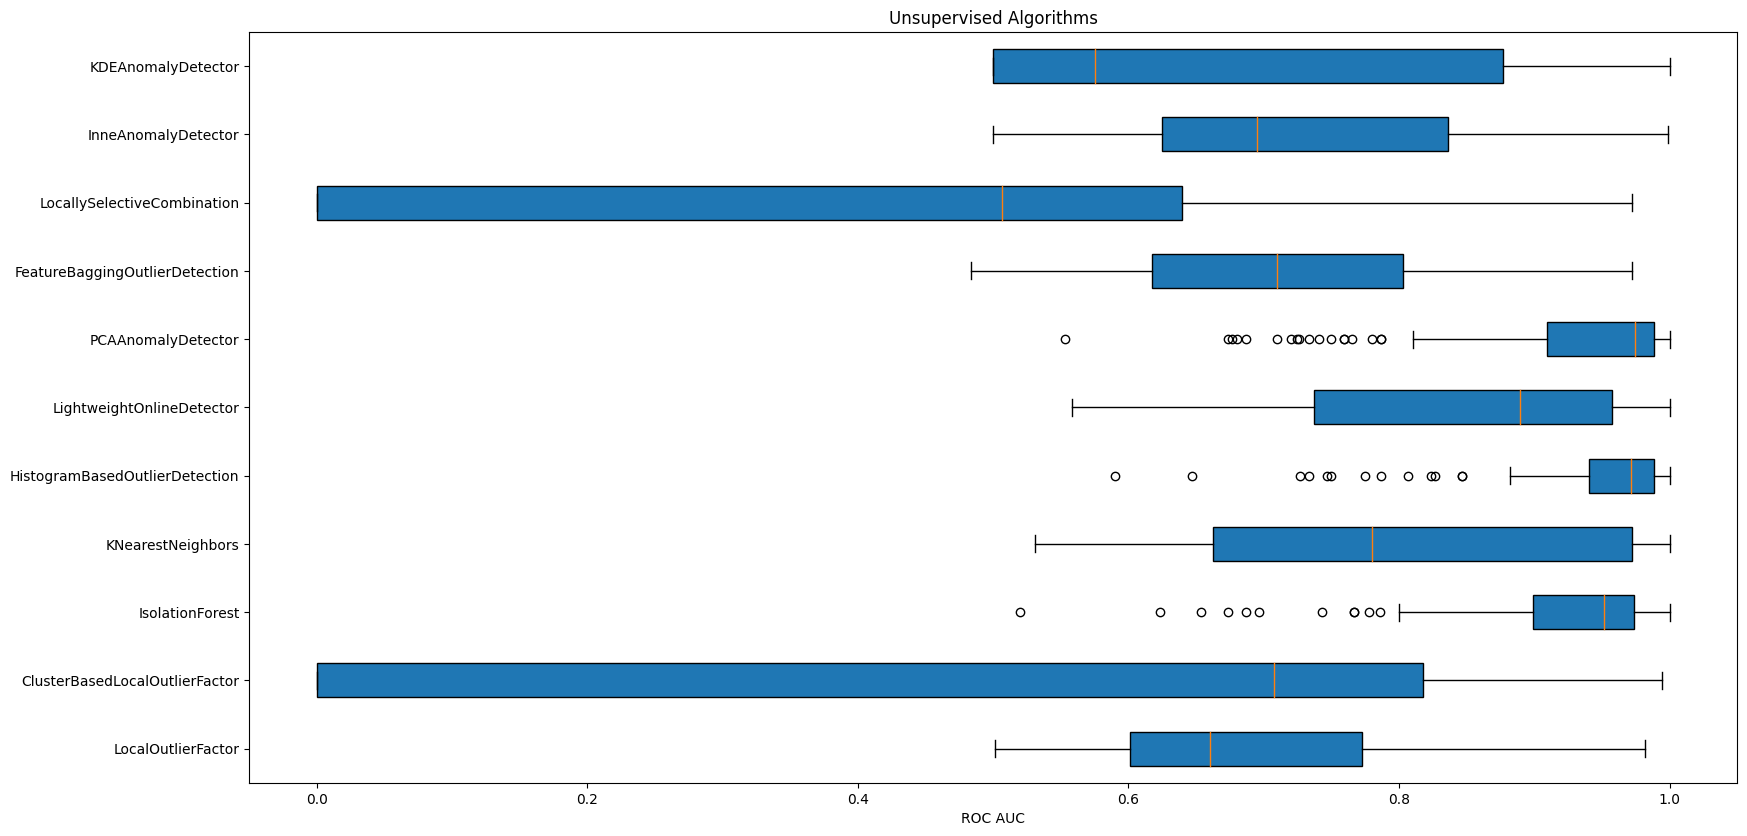 Unsupervised Algorithms
KDEAnomalyDetector
InneAnomalyDetector
LocallySelectiveCombination
FeatureBaggingOutlierDetection
PCAAnomalyDetector
LightweightOnlineDetector
HistogramBasedOutlierDetection
KNearestNeighbors
IsolationForest
ClusterBasedLocalOutlierFactor
LocalOutlierFactor
0.0 0.2 0.4 0.6 0.8 1.0
ROC AUC